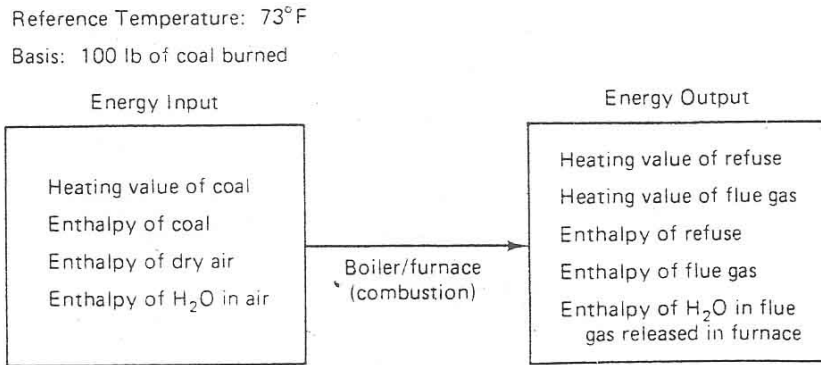 Reference Temperature: 73°F
Basis: 100 lb of coal burned
Energy Input
Heating value of coal
Enthalpy of coal
Enthalpy of dry air
Enthalpy of H₂O in air
Boiler/furnace
(combustion)
Energy Output
Heating value of refuse
Heating value of flue gas
Enthalpy of refuse
Enthalpy of flue gas
Enthalpy of H₂O in flue
gas released in furnace